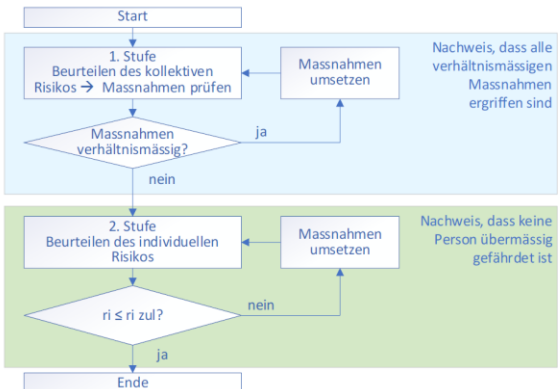 Start
1. Stufe
Beurteilen des kollektiven
Risikos → Massnahmen prüfen
Massnahmen
umsetzen
Nachweis, dass alle
verhältnismässigen
Massnahmen
ergriffen sind
Massnahmen
verhältnismässig?
ja
nein
2. Stufe
Beurteilen des individuellen
Risikos
Massnahmen
umsetzen
Nachweis, dass keine
Person übermässig
gefährdet ist
ri ≤ ri zul?
nein
ja
Ende